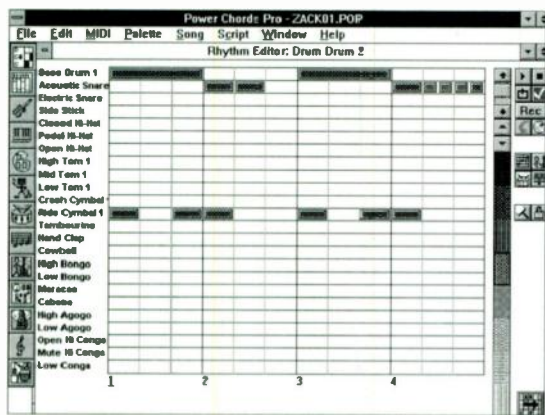 Power Chords Pro - ZACK01.POP
File Edit MIDI Palette Song Script Window Help
Rhythm Editor: Drum Drum 2
Bass Drum 1
Acoustic Snare
Electric Snare
Side Stick
Closed Hi-Hat
Pedal Hi-Hat
Open Hi-Hat
High Tom 1
Mid Tom 1
Low Tom 1
Crash Cymbal
Ride Cymbal 1
Tambourine
Hand Clap
Cowbell
High Bongo
Low Bongo
Maracas
Cabasa
High Agogo
Low Agogo
Open Hi Conga
Mute Hi Conga
Low Conga
1 2 3 4
Rec